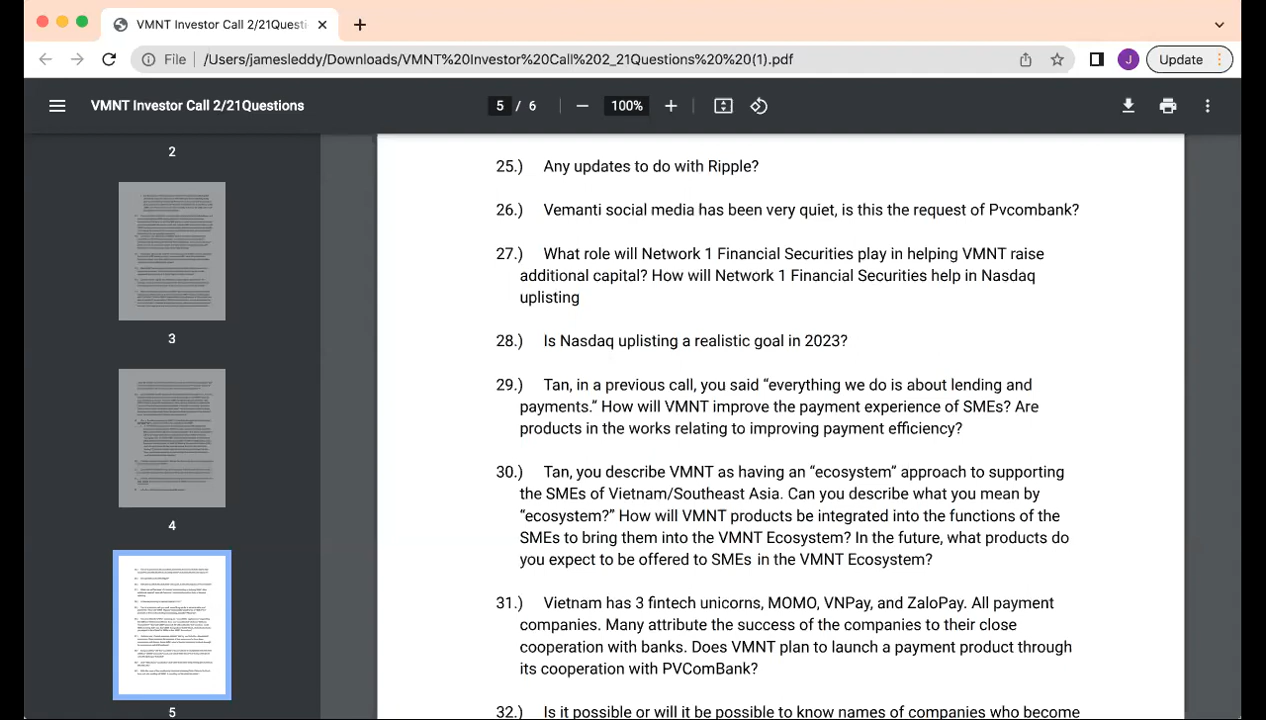 VMNT Investor Call 2/21Questi
File
/Users/jamesleddy/Downloads/VMNT%20Investor%20Call%202_21Questions%20%20(1).pdf
J
Update
VMNT Investor Call 2/21Questions
5 / 6
100%
2
3
4
5
25.) Any updates to do with Ripple?
26.) Vemanti social media has been very quiet, is this the request of Pvcombank?
27.) What role will Network 1 Financial Securities play in helping VMNT raise
additional capital? How will Network 1 Financial Securities help in Nasdaq
uplisting
28.) Is Nasdaq uplisting a realistic goal in 2023?
29.) Tan, in a previous call, you said “everything we do is about lending and
payments.” How will VMNT improve the payment experience of SMEs? Are
products in the works relating to improving payment efficiency?
30.) Tan, you describe VMNT as having an “ecosystem” approach to supporting
the SMEs of Vietnam/Southeast Asia. Can you describe what you mean by
“ecosystem?” How will VMNT products be integrated into the functions of the
SMEs to bring them into the VMNT Ecosystem? In the future, what products do
you expect to be offered to SMEs in the VMNT Ecosystem?
31.) Vietnam has 3 fintech unicorns, MOMO, VNPay, and ZaloPay. All payment
companies who attribute the success of the companies to their close
cooperation with banks. Does VMNT plan to launch a payment product through
its cooperation with PVComBank?
32.) Is it possible or will it be possible to know names of companies who become